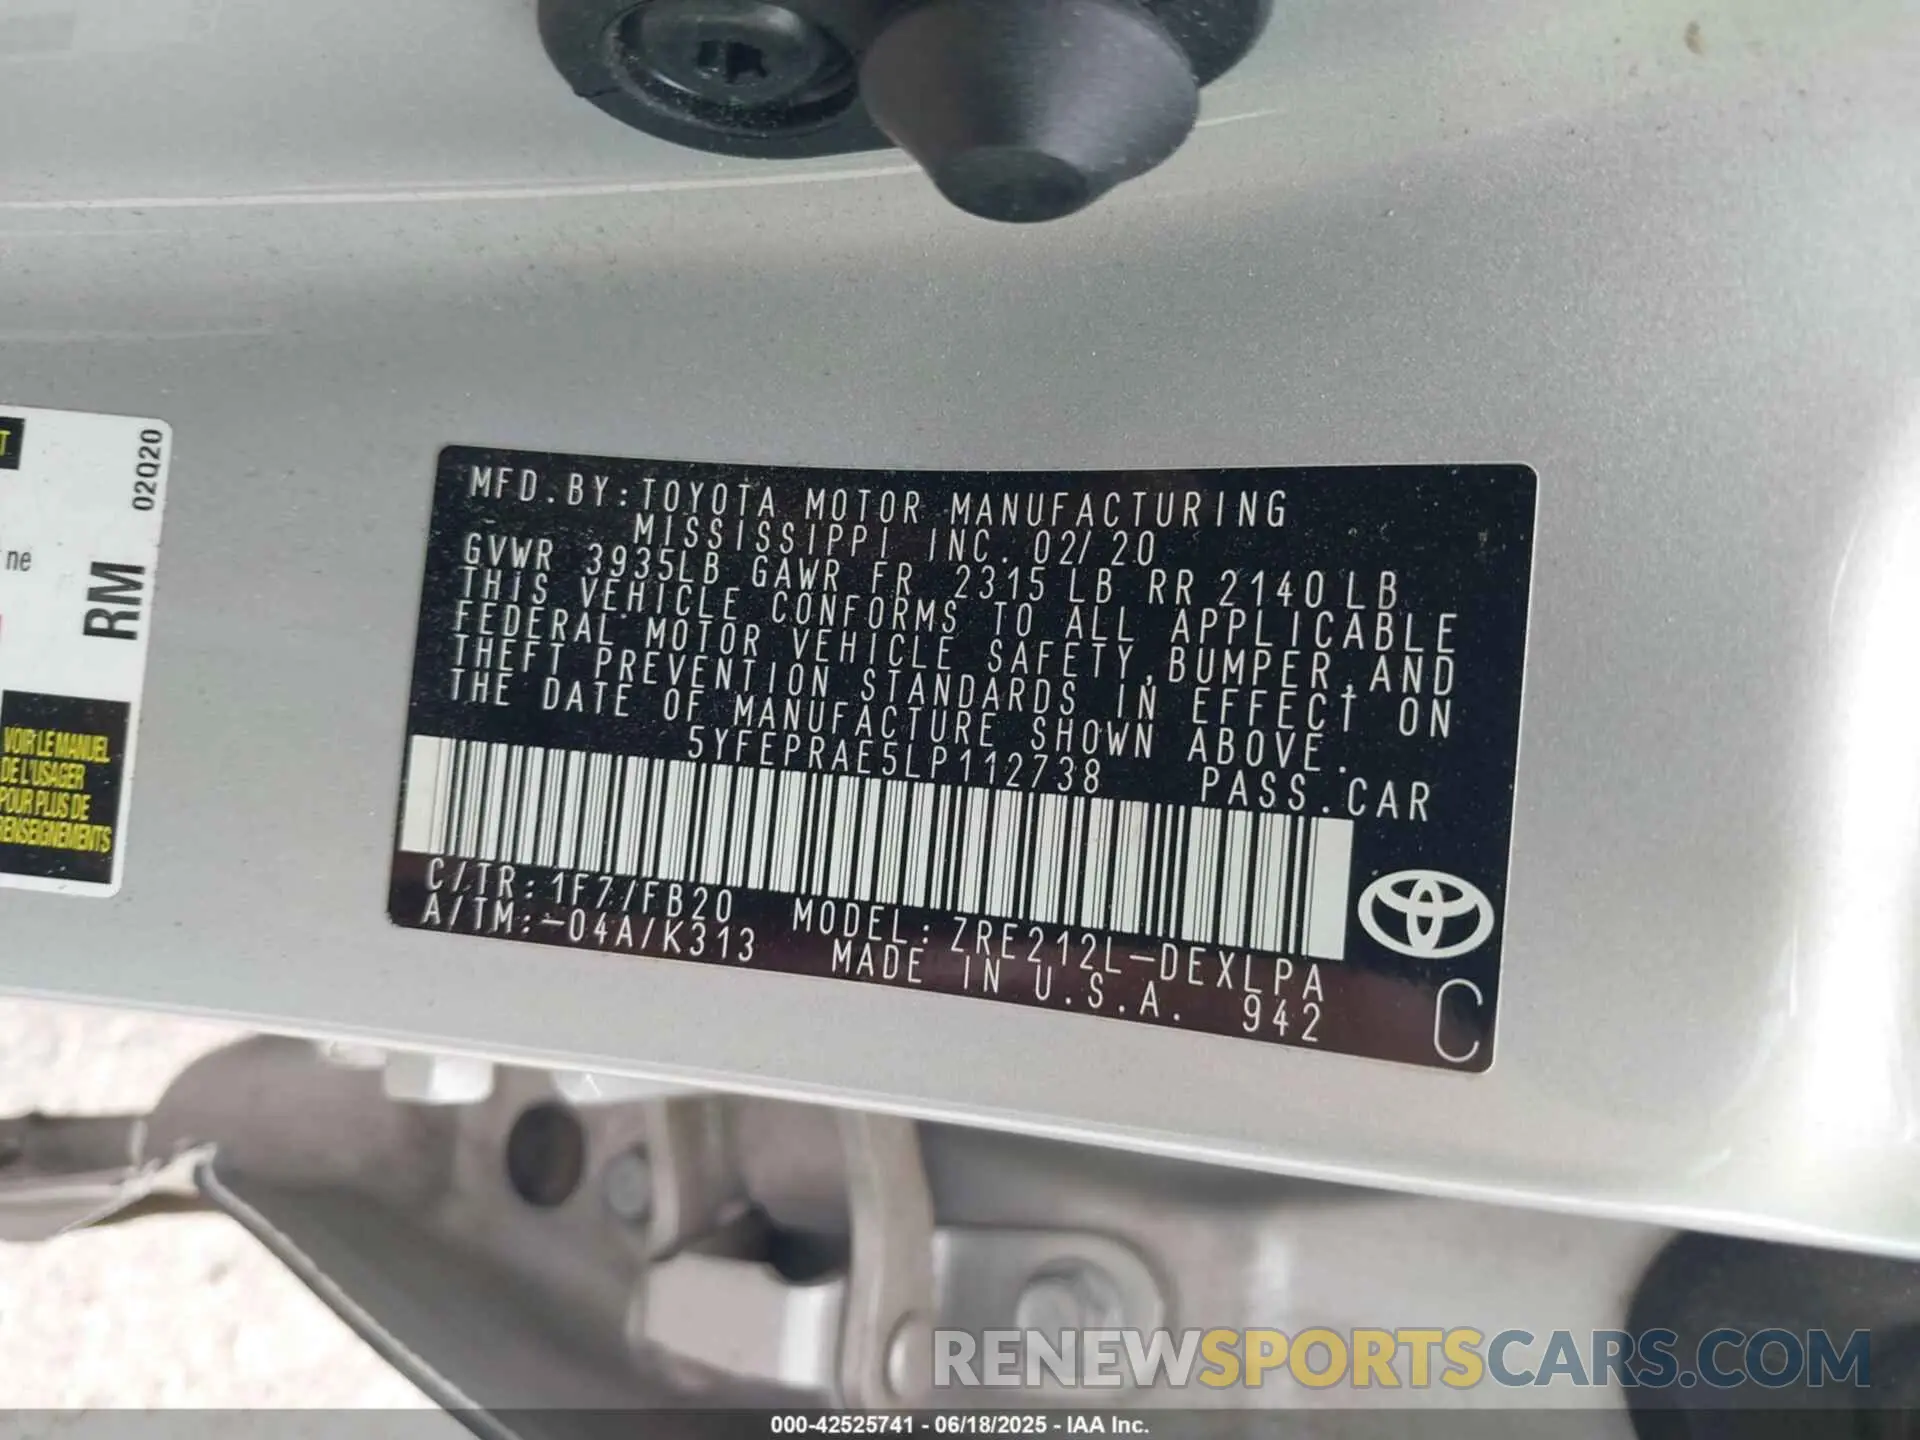 T
02Q20
ne
RM
VOIR LE MANUEL
DE L'USAGER
POUR PLUS DE
RENSEIGNEMENTS
MFD.BY:TOYOTA MOTOR MANUFACTURING
MISSISSIPPI INC. 02/20
GVWR 3935LB GAWR FR 2315 LB RR 2140 LB
THIS VEHICLE CONFORMS TO ALL APPLICABLE
FEDERAL MOTOR VEHICLE SAFETY,BUMPER,AND
THEFT PREVENTION STANDARDS IN EFFECT ON
THE DATE OF MANUFACTURE SHOWN ABOVE.
5YFEPRAE5LP112738 PASS.CAR
C/TR:1F7/FB20 MODEL:ZRE212L-DEXLPA
A/TM:-04A/K313 MADE IN U.S.A. 942
C
RENEWSPORTSCARS.COM
000-42525741 - 06/18/2025 - IAA Inc.